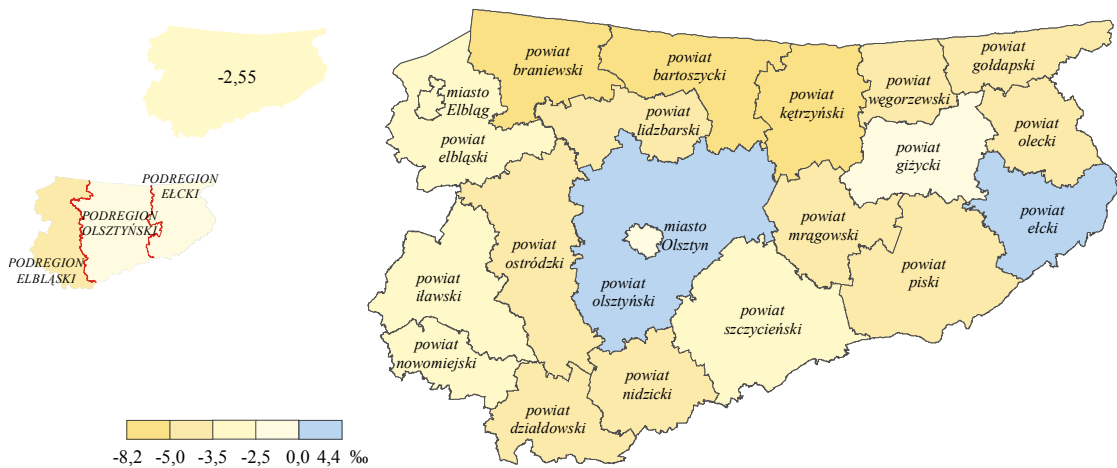 -2,55
PODREGION
EŁCKI
PODREGION
OLSZTYŃSKI
PODREGION
ELBLĄSKI
powiat
braniewski
powiat
bartoszycki
powiat
gołdapski
powiat
węgorzewski
powiat
kętrzyński
miasto
Elbląg
powiat
lidzbarski
powiat
olecki
powiat
elbląski
powiat
giżycki
powiat
ełcki
miasto
Olsztyn
powiat
mrągowski
powiat
ostródzki
powiat
piski
powiat
iławski
powiat
olsztyński
powiat
szczycieński
powiat
nowomiejski
powiat
nidzicki
powiat
działdowski
-8,2 -5,0 -3,5 -2,5 0,0 4,4 ‰